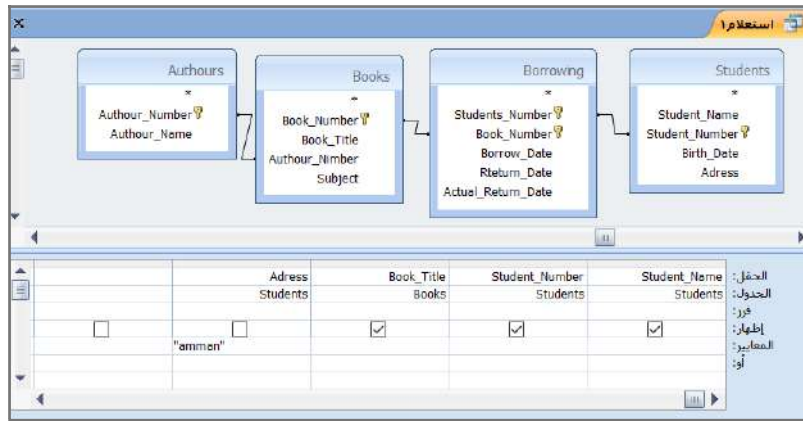 استعلام١
Authours
*
Authour_Number
Authour_Name
Books
*
Book_Number
Book_Title
Authour_Nimber
Subject
Borrowing
*
Students_Number
Book_Number
Borrow_Date
Rteturn_Date
Actual_Return_Date
Students
*
Student_Name
Student_Number
Birth_Date
Adress
الحقل: Student_Name Student_Number Book_Title Adress
الجدول: Students Students Books Students
فرز:
إظهار:
المعايير: "amman"
أو: